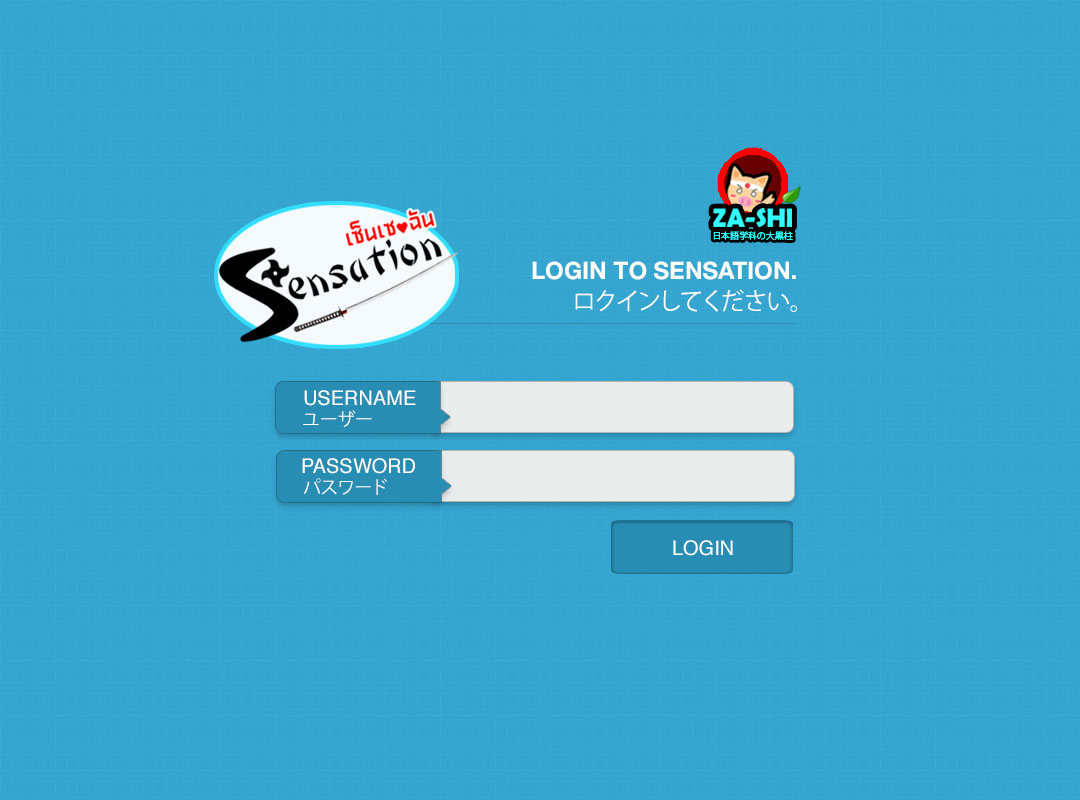 เซ็นเซ♥ฉัน
Sensation
ZA-SHI
日本語学科の大黒柱
LOGIN TO SENSATION.
ロクインしてください。
USERNAME
ユーザー
PASSWORD
パスワード
LOGIN